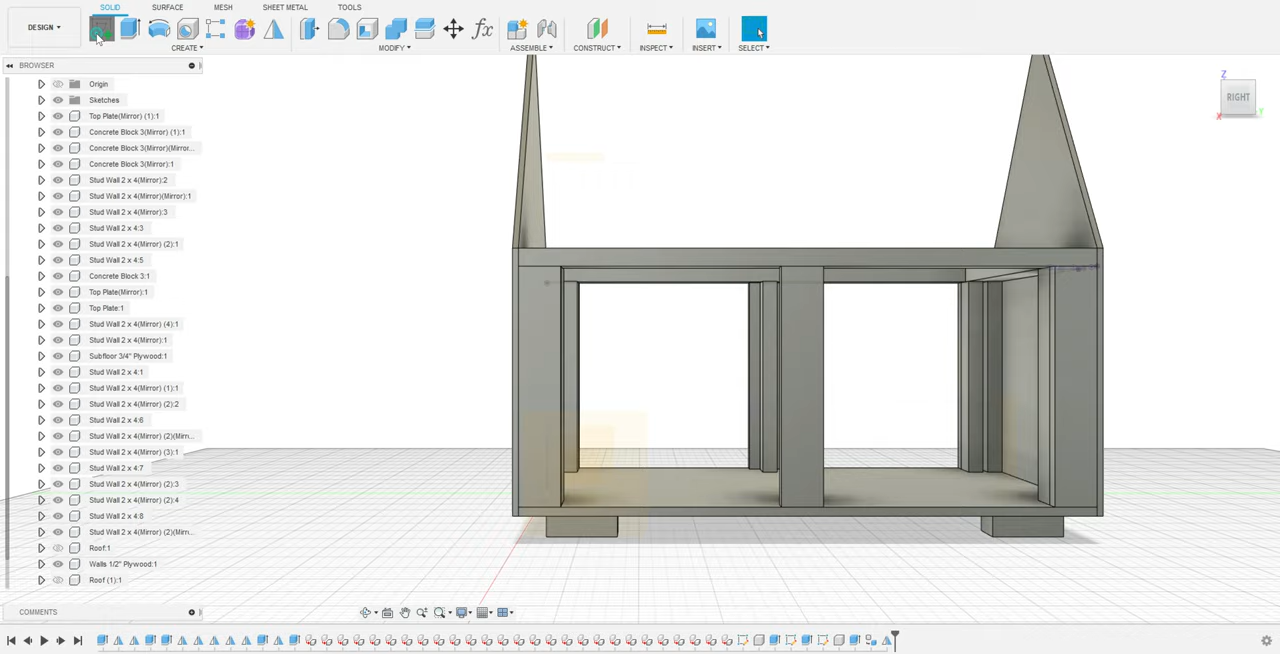 SOLID SURFACE MESH SHEET METAL TOOLS
DESIGN ▾
CREATE ▾ MODIFY ▾ ASSEMBLE ▾ CONSTRUCT ▾ INSPECT ▾ INSERT ▾ SELECT ▾
BROWSER
Origin
Sketches
Top Plate(Mirror) (1):1
Concrete Block 3(Mirror) (1):1
Concrete Block 3(Mirror)(Mirror...
Concrete Block 3(Mirror):1
Stud Wall 2 x 4(Mirror):2
Stud Wall 2 x 4(Mirror)(Mirror):1
Stud Wall 2 x 4(Mirror):3
Stud Wall 2 x 4:3
Stud Wall 2 x 4(Mirror) (2):1
Stud Wall 2 x 4:5
Concrete Block 3:1
Top Plate(Mirror):1
Top Plate:1
Stud Wall 2 x 4(Mirror) (4):1
Stud Wall 2 x 4(Mirror):1
Subfloor 3/4" Plywood:1
Stud Wall 2 x 4:1
Stud Wall 2 x 4(Mirror) (1):1
Stud Wall 2 x 4(Mirror) (2):2
Stud Wall 2 x 4:6
Stud Wall 2 x 4(Mirror) (2)(Mirr...
Stud Wall 2 x 4(Mirror) (3):1
Stud Wall 2 x 4:7
Stud Wall 2 x 4(Mirror) (2):3
Stud Wall 2 x 4(Mirror) (2):4
Stud Wall 2 x 4:8
Stud Wall 2 x 4(Mirror) (2)(Mirr...
Roof:1
Walls 1/2" Plywood:1
Roof (1):1
COMMENTS
Z
RIGHT
X Y